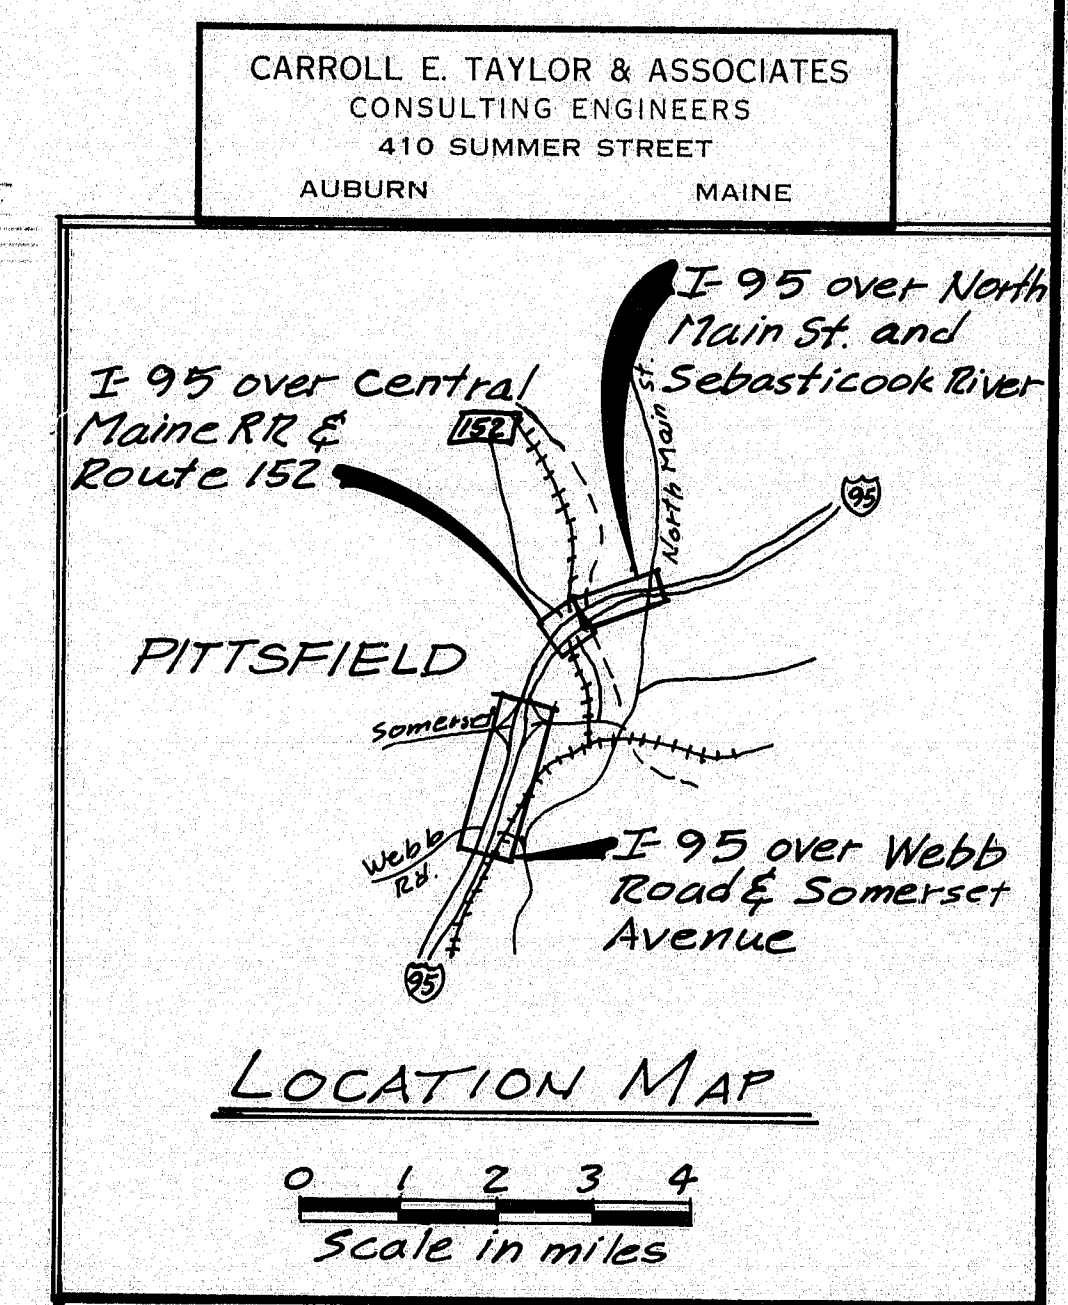 CARROLL E. TAYLOR & ASSOCIATES
CONSULTING ENGINEERS
410 SUMMER STREET
AUBURN MAINE
I-95 over North
Main St. and
Sebasticook River
I-95 over Central
Maine RR &
Route 152
152
North Main St.
95
PITTSFIELD
Somerset
Webb
Rd.
I-95 over Webb
Road & Somerset
Avenue
95
LOCATION MAP
0 1 2 3 4
Scale in miles